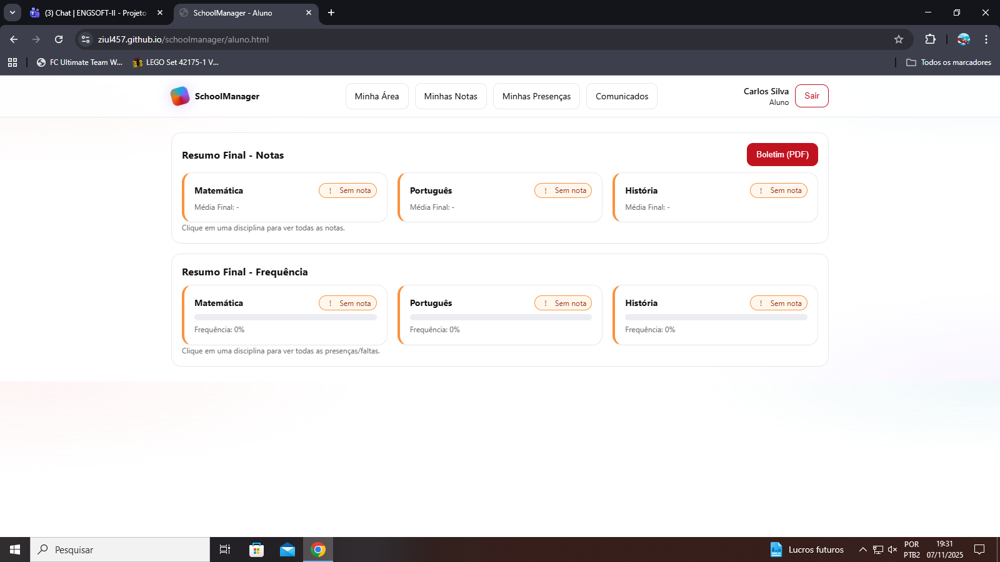 (3) Chat | ENGSOFT-II - Projeto
SchoolManager - Aluno
ziul457.github.io/schoolmanager/aluno.html
FC Ultimate Team W...
LEGO Set 42175-1 V...
Todos os marcadores
SchoolManager
Minha Área
Minhas Notas
Minhas Presenças
Comunicados
Carlos Silva
Aluno
Sair
Resumo Final - Notas
Boletim (PDF)
Matemática
! Sem nota
Média Final: -
Português
! Sem nota
Média Final: -
História
! Sem nota
Média Final: -
Clique em uma disciplina para ver todas as notas.
Resumo Final - Frequência
Matemática
! Sem nota
Frequência: 0%
Português
! Sem nota
Frequência: 0%
História
! Sem nota
Frequência: 0%
Clique em uma disciplina para ver todas as presenças/faltas.
Pesquisar
Lucros futuros
POR
PTB2
19:31
07/11/2025